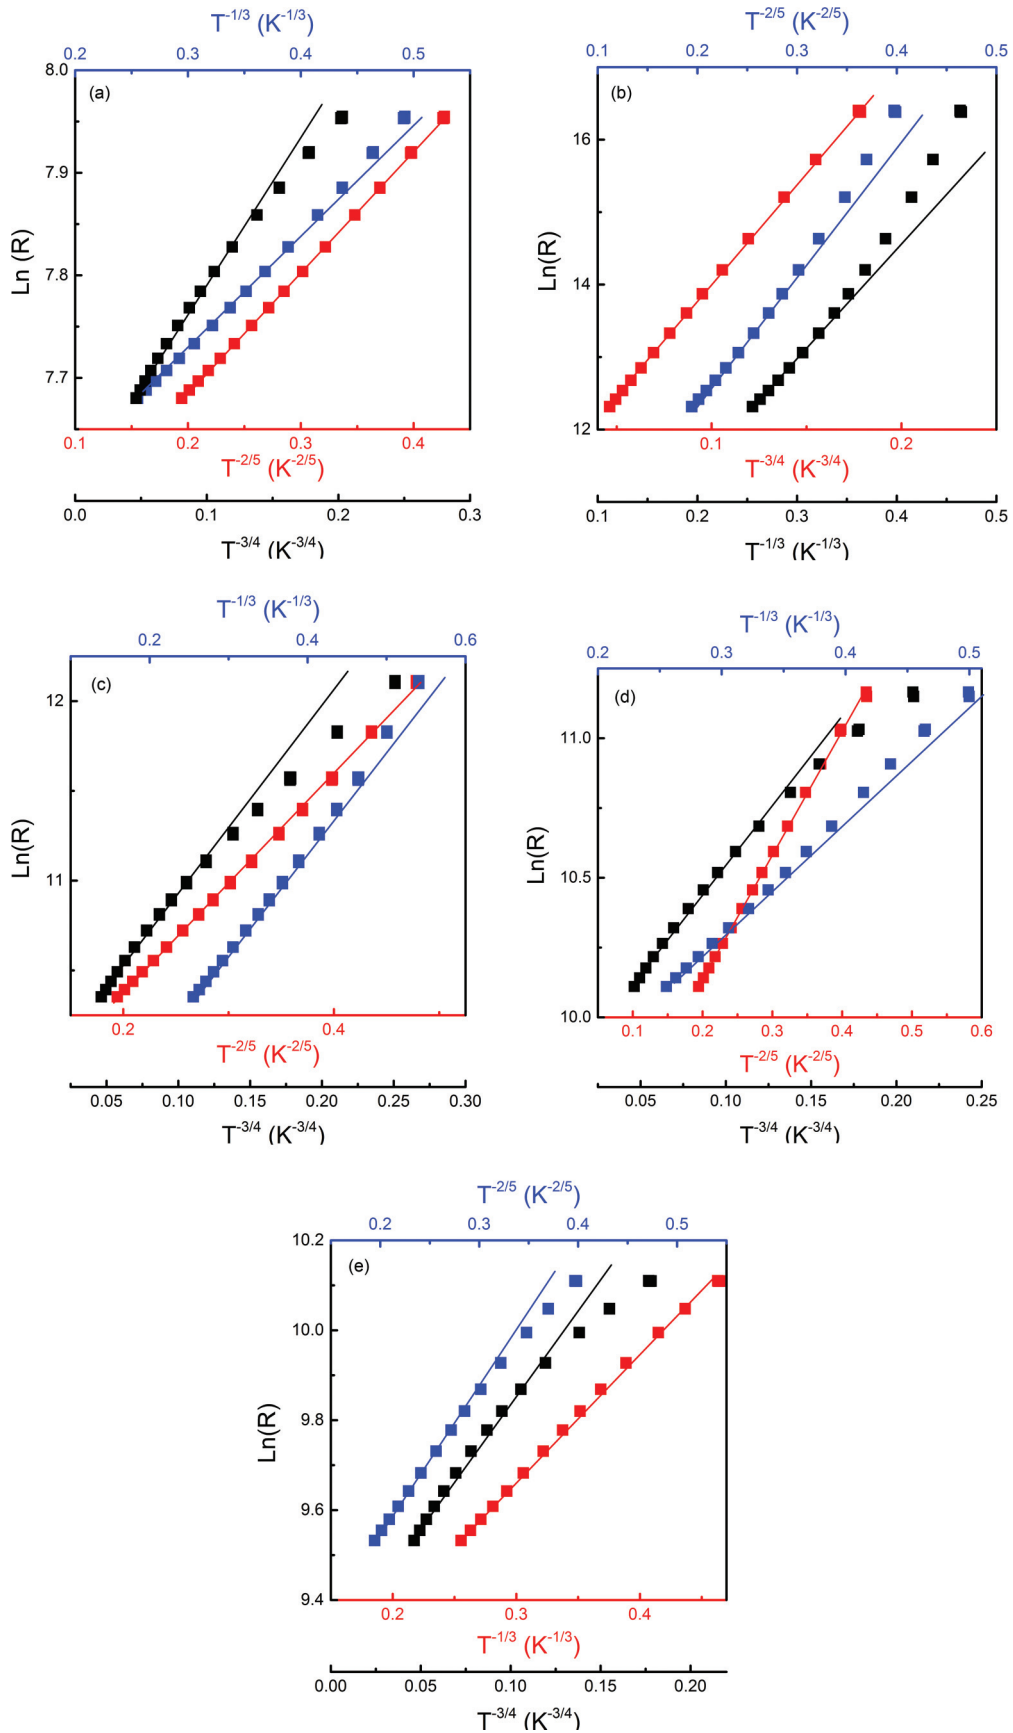 T-1/3 (K-1/3)
0.2 0.3 0.4 0.5
8.0
7.9
7.8
7.7
Ln (R)
(a)
0.1 0.2 0.3 0.4
T-2/5 (K-2/5)
0.0 0.1 0.2 0.3
T-3/4 (K-3/4)
T-2/5 (K-2/5)
0.1 0.2 0.3 0.4 0.5
16
14
12
Ln(R)
(b)
0.1 0.2
T-3/4 (K-3/4)
0.1 0.2 0.3 0.4 0.5
T-1/3 (K-1/3)
T-1/3 (K-1/3)
0.2 0.4 0.6
12
11
Ln(R)
(c)
0.2 0.4
T-2/5 (K-2/5)
0.05 0.10 0.15 0.20 0.25 0.30
T-3/4 (K-3/4)
T-1/3 (K-1/3)
0.2 0.3 0.4 0.5
11.0
10.5
10.0
Ln(R)
(d)
0.1 0.2 0.3 0.4 0.5 0.6
T-2/5 (K-2/5)
0.05 0.10 0.15 0.20 0.25
T-3/4 (K-3/4)
T-2/5 (K-2/5)
0.2 0.3 0.4 0.5
10.2
10.0
9.8
9.6
9.4
Ln(R)
(e)
0.2 0.3 0.4
T-1/3 (K-1/3)
0.00 0.05 0.10 0.15 0.20
T-3/4 (K-3/4)